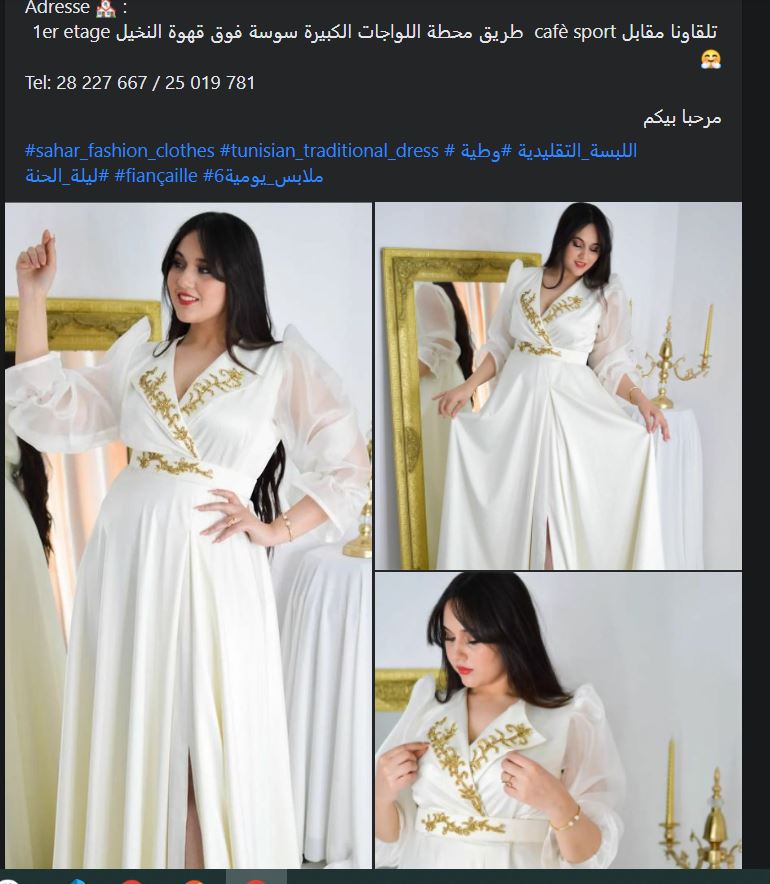 Adresse 💒 :
تلقاونا مقابل cafè sport طريق محطة اللواجات الكبيرة سوسة فوق قهوة النخيل 1er etage
🤗
Tel: 28 227 667 / 25 019 781
مرحبا بيكم
#sahar_fashion_clothes #tunisian_traditional_dress # اللبسة_التقليدية #وطية
#ليلة_الحنة #fiançaille #ملابس_يومية6